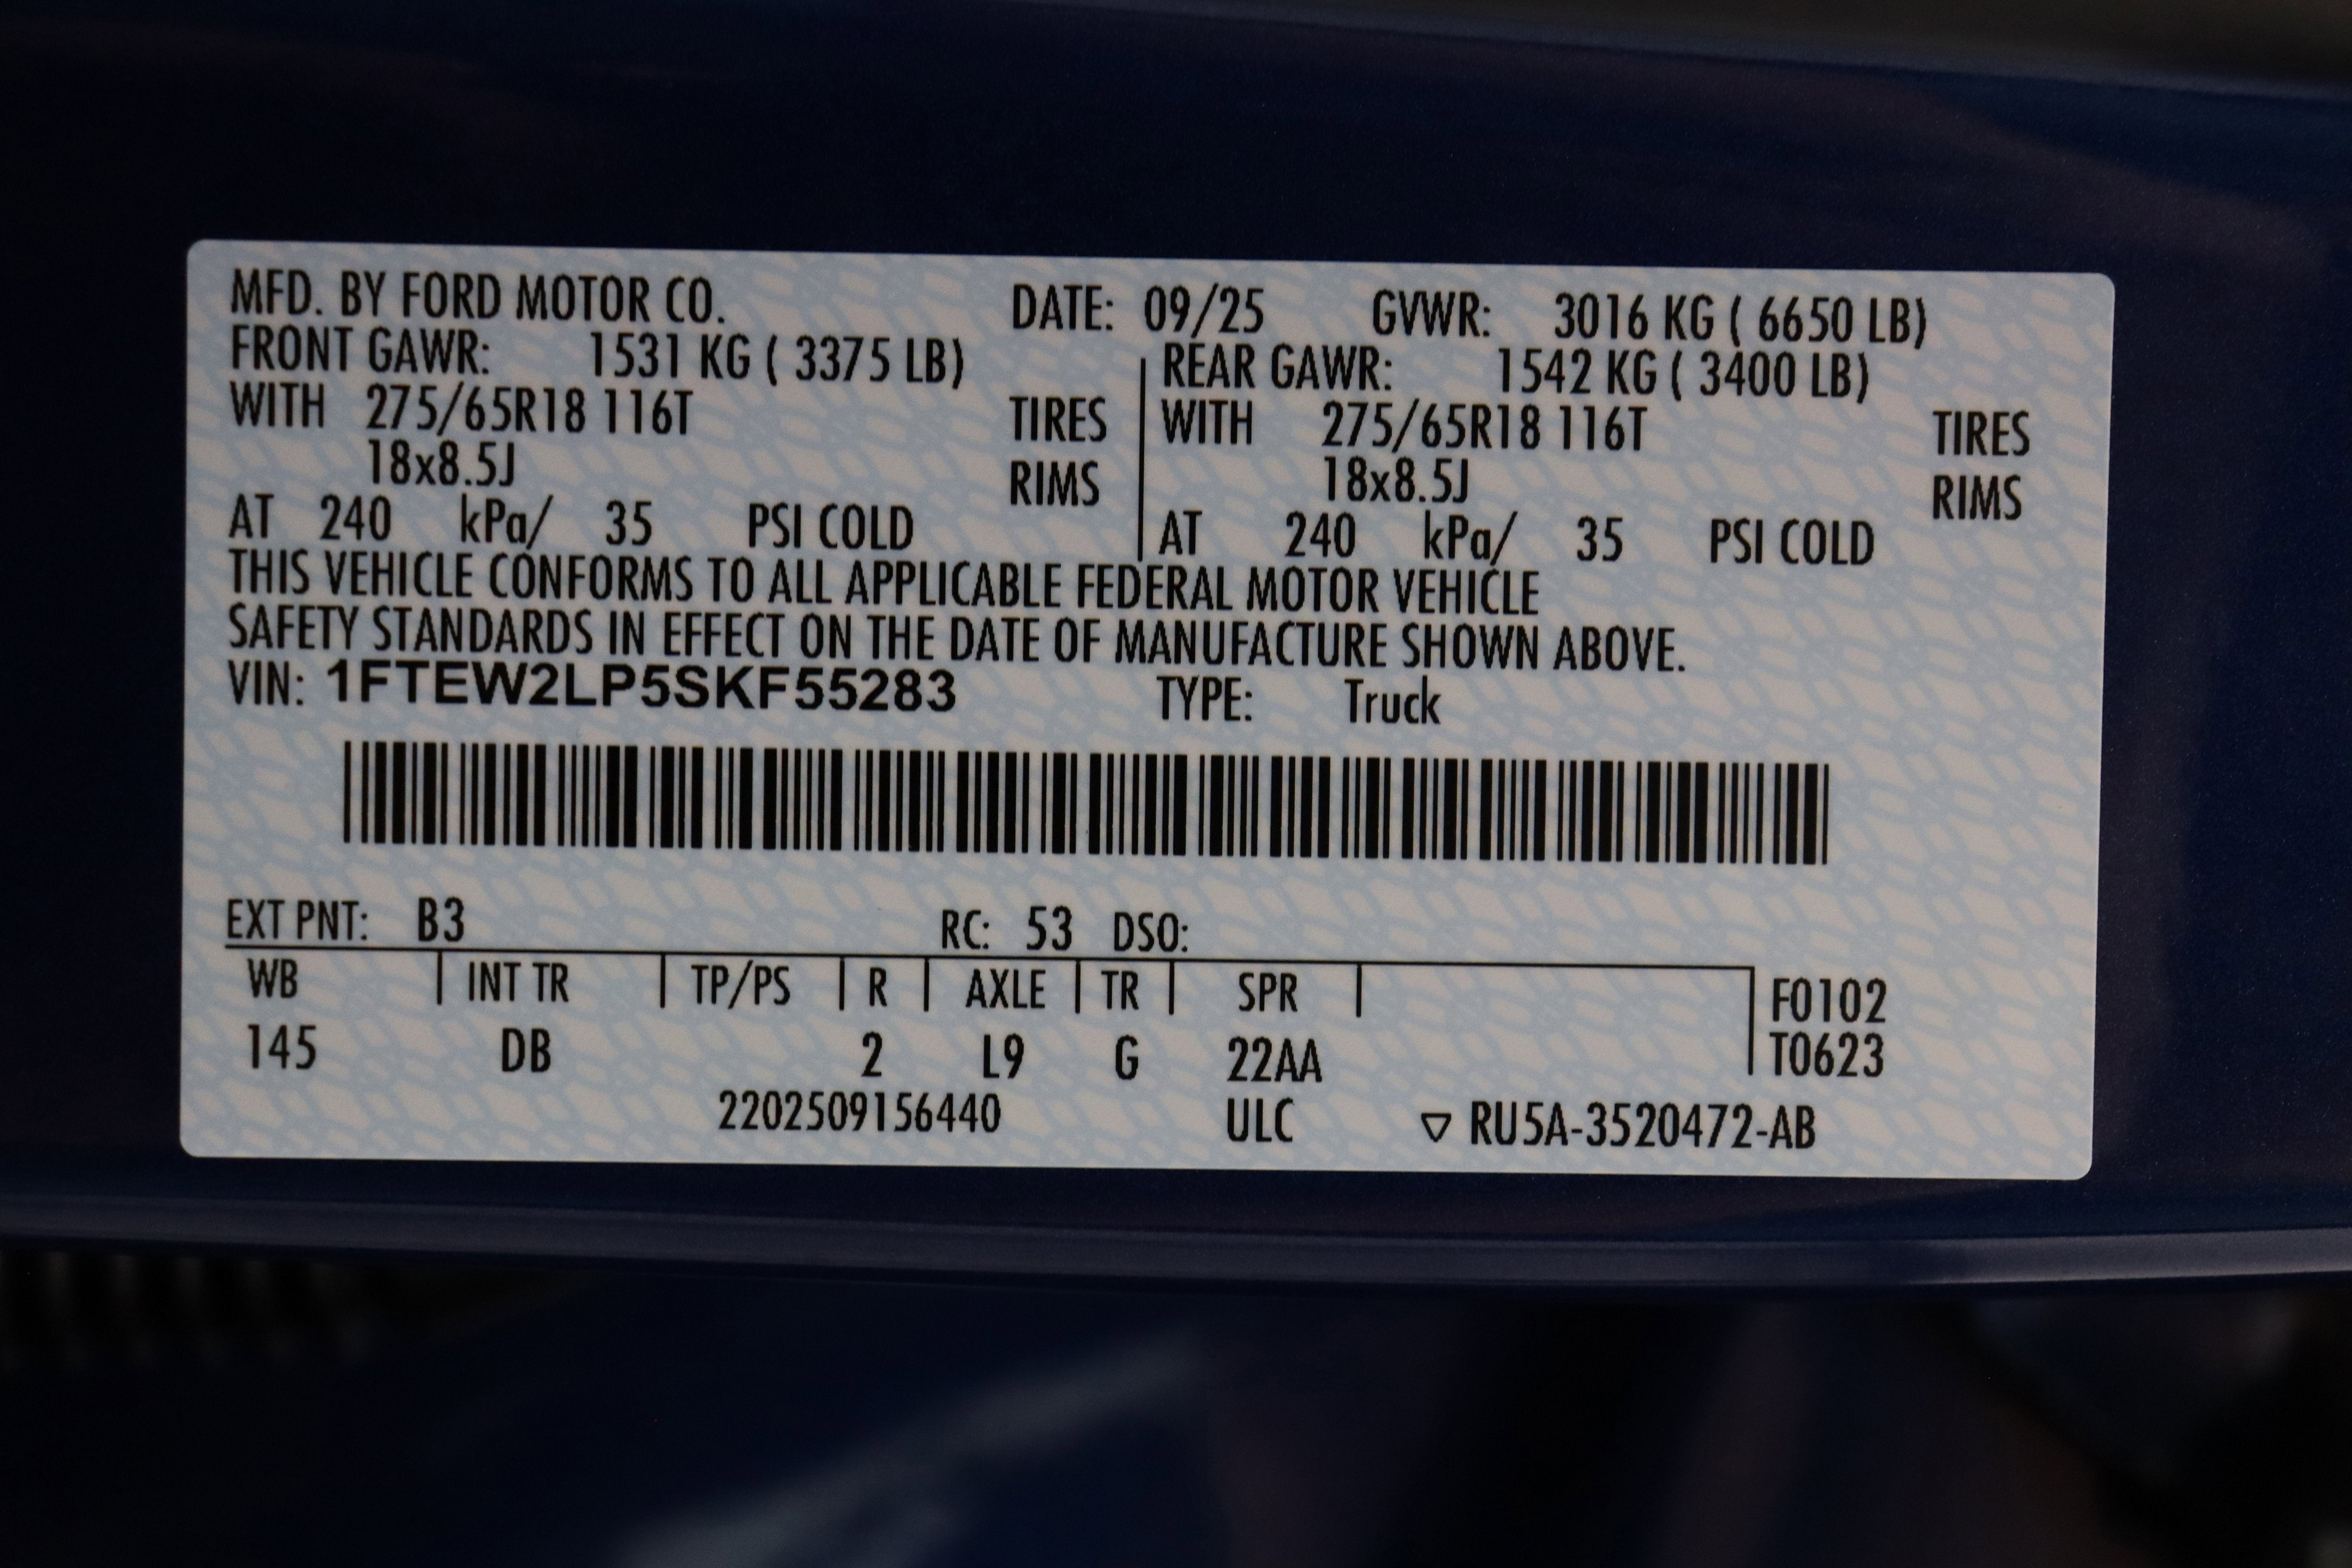 MFD. BY FORD MOTOR CO. DATE: 09/25 GVWR: 3016 KG ( 6650 LB)
FRONT GAWR: 1531 KG ( 3375 LB) REAR GAWR: 1542 KG ( 3400 LB)
WITH 275/65R18 116T TIRES WITH 275/65R18 116T TIRES
18x8.5J RIMS 18x8.5J RIMS
AT 240 kPa/ 35 PSI COLD AT 240 kPa/ 35 PSI COLD
THIS VEHICLE CONFORMS TO ALL APPLICABLE FEDERAL MOTOR VEHICLE
SAFETY STANDARDS IN EFFECT ON THE DATE OF MANUFACTURE SHOWN ABOVE.
VIN: 1FTEW2LP5SKF55283 TYPE: Truck
EXT PNT: B3 RC: 53 DSO:
WB INT TR TP/PS R AXLE TR SPR F0102
145 DB 2 L9 G 22AA T0623
2202509156440 ULC ▽ RU5A-3520472-AB